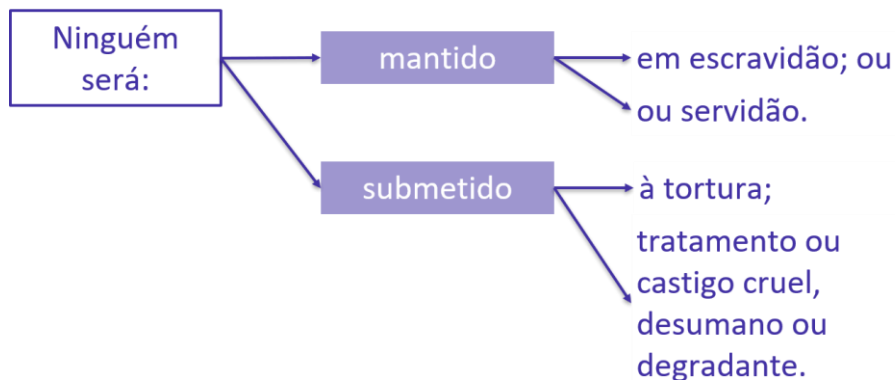 Ninguém
será:
mantido
em escravidão; ou
ou servidão.
submetido
à tortura;
tratamento ou
castigo cruel,
desumano ou
degradante.